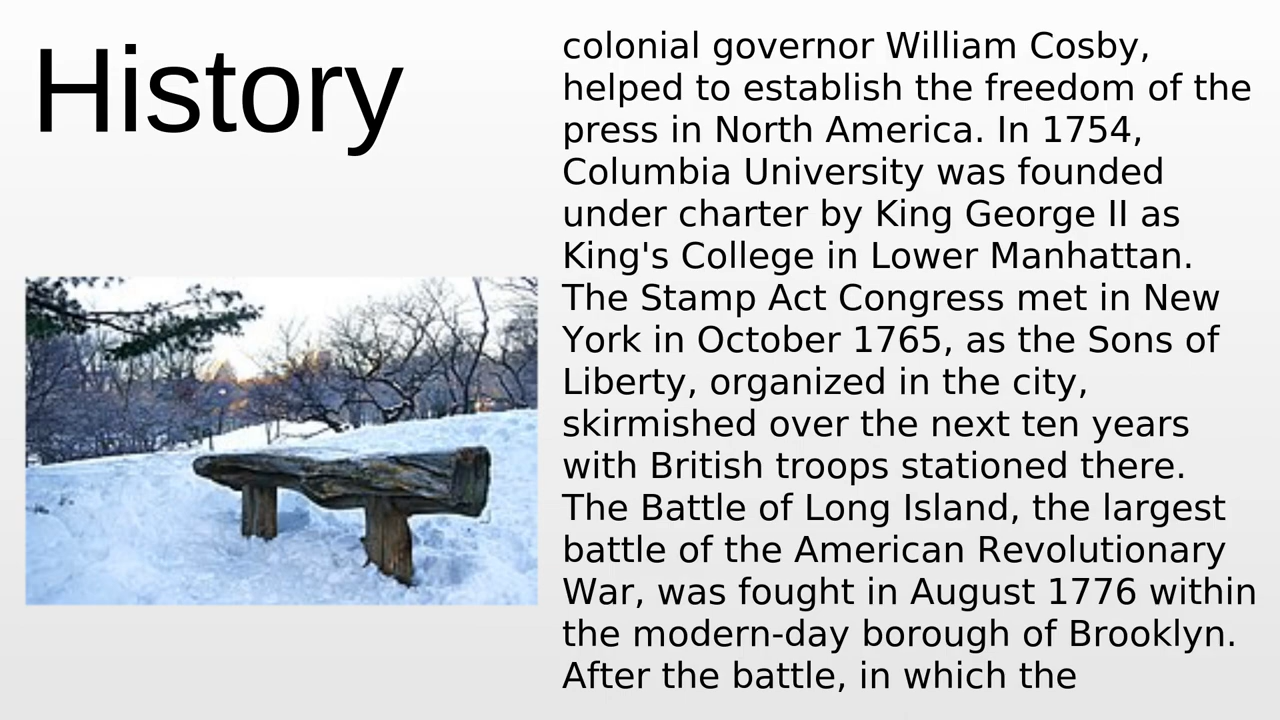 History
colonial governor William Cosby,
helped to establish the freedom of the
press in North America. In 1754,
Columbia University was founded
under charter by King George II as
King's College in Lower Manhattan.
The Stamp Act Congress met in New
York in October 1765, as the Sons of
Liberty, organized in the city,
skirmished over the next ten years
with British troops stationed there.
The Battle of Long Island, the largest
battle of the American Revolutionary
War, was fought in August 1776 within
the modern-day borough of Brooklyn.
After the battle, in which the